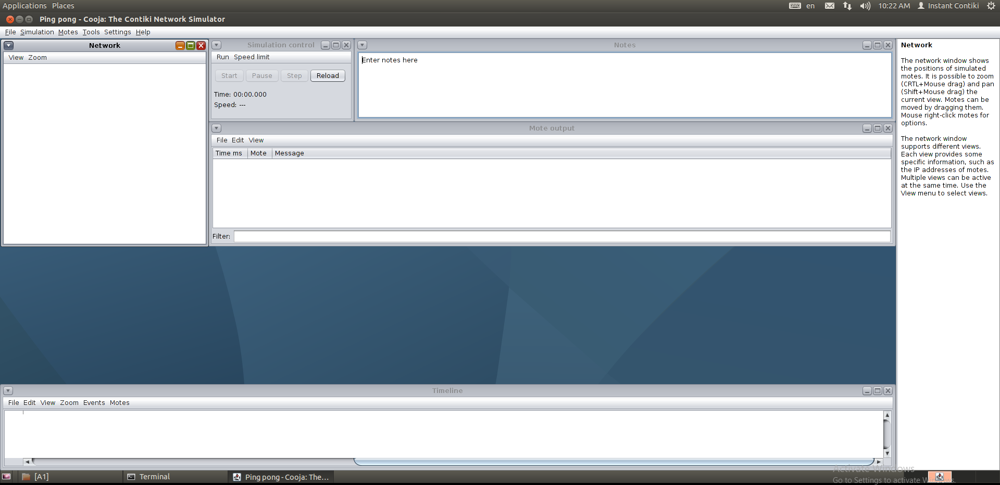 Applications Places
en 10:22 AM Instant Contiki
Ping pong - Cooja: The Contiki Network Simulator
File Simulation Motes Tools Settings Help
Network
View Zoom
Simulation control
Run Speed limit
Start Pause Step Reload
Time: 00:00.000
Speed: ---
Notes
Enter notes here
Mote output
File Edit View
Time ms Mote Message
Filter:
Network
The network window shows
the positions of simulated
motes. It is possible to zoom
(CRTL+Mouse drag) and pan
(Shift+Mouse drag) the
current view. Motes can be
moved by dragging them.
Mouse right-click motes for
options.
The network window
supports different views.
Each view provides some
specific information, such as
the IP addresses of motes.
Multiple views can be active
at the same time. Use the
View menu to select views.
Timeline
File Edit View Zoom Events Motes
Activate Windows
Go to Settings to activate Windows.
[A1] Terminal Ping pong - Cooja: The...